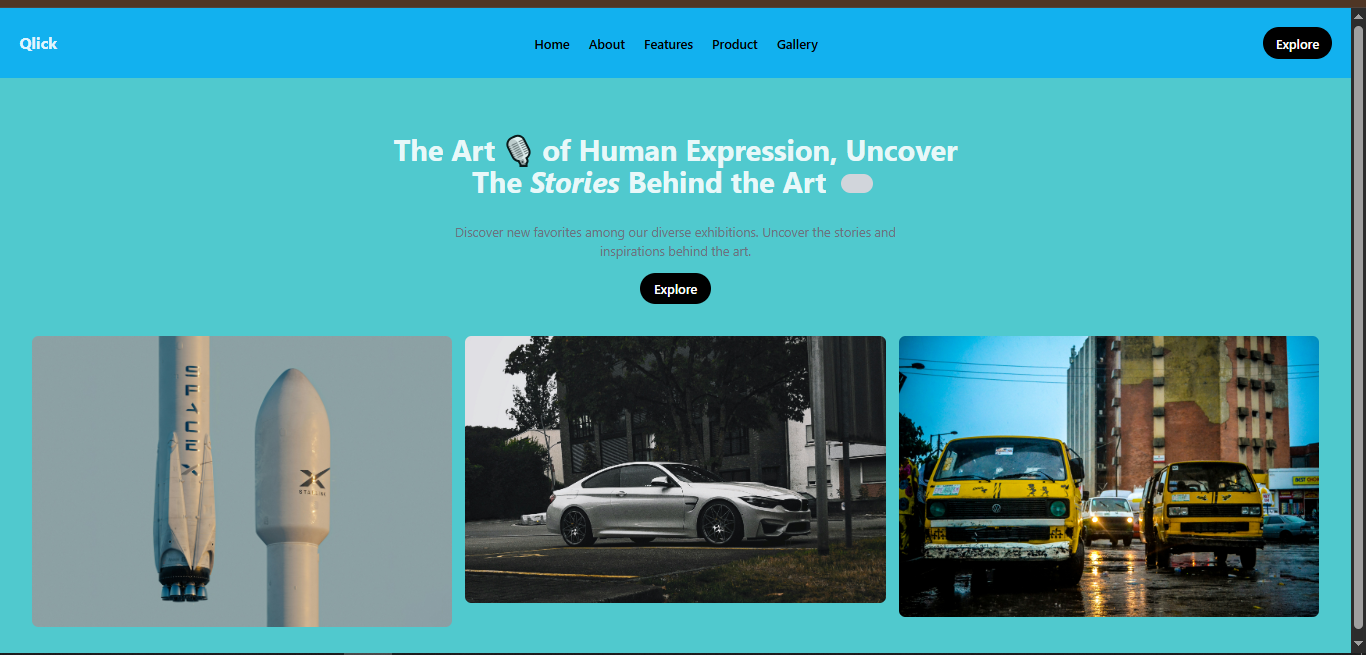 Qlick
Home About Features Product Gallery
Explore
The Art of Human Expression, Uncover
The Stories Behind the Art
Discover new favorites among our diverse exhibitions. Uncover the stories and
inspirations behind the art.
Explore
SPACE X
X